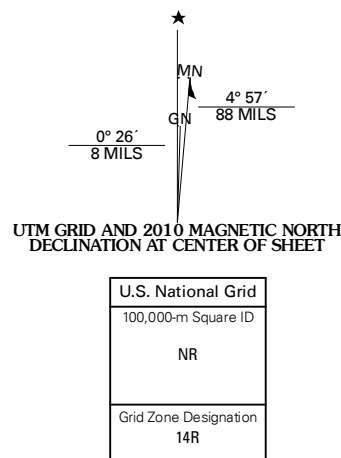 ★
MN
4° 57´
88 MILS
GN
0° 26´
8 MILS
UTM GRID AND 2010 MAGNETIC NORTH
DECLINATION AT CENTER OF SHEET
U.S. National Grid
100,000-m Square ID
NR
Grid Zone Designation
14R